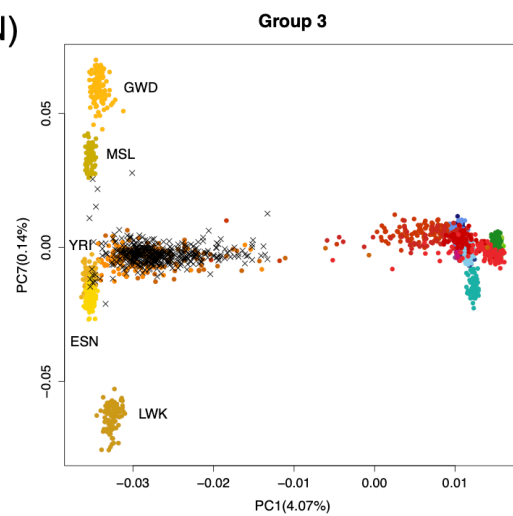 N)
Group 3
GWD
MSL
YRI
ESN
LWK
PC7(0.14%)
0.05
0.00
−0.05
−0.03
−0.02
−0.01
0.00
0.01
PC1(4.07%)